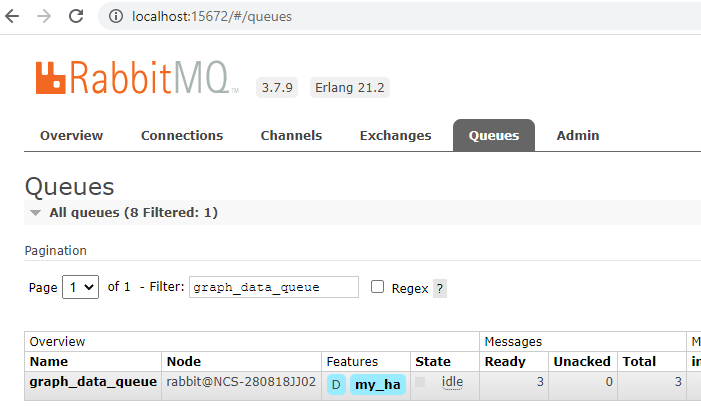 localhost:15672/#/queues
RabbitMQ TM 3.7.9 Erlang 21.2
Overview Connections Channels Exchanges Queues Admin
Queues
All queues (8 Filtered: 1)
Pagination
Page 1 of 1 - Filter: graph_data_queue Regex ?
Overview Messages M
Name Node Features State Ready Unacked Total in
graph_data_queue rabbit@NCS-280818JJ02 D my_ha idle 3 0 3